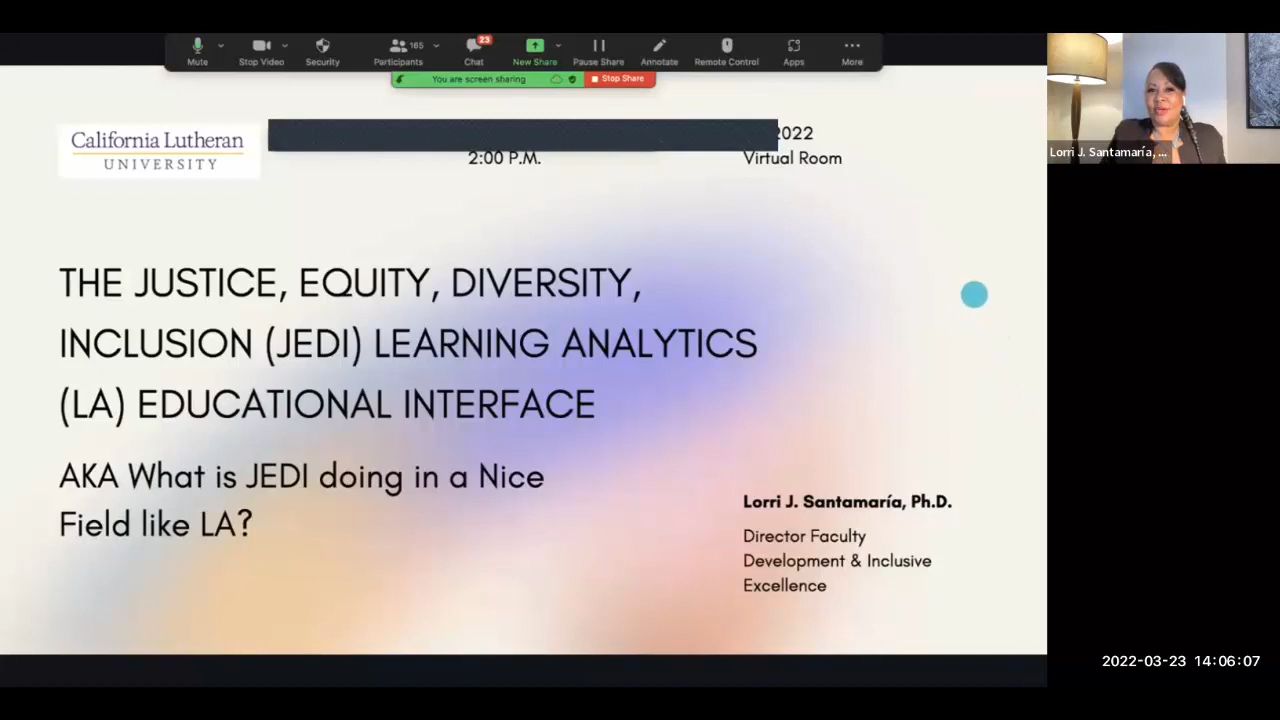 Mute
Stop Video
Security
165
Participants
23
Chat
New Share
Pause Share
Annotate
Remote Control
Apps
More
You are screen sharing
Stop Share
California Lutheran
UNIVERSITY
2022
2:00 P.M.
Virtual Room
THE JUSTICE, EQUITY, DIVERSITY,
INCLUSION (JEDI) LEARNING ANALYTICS
(LA) EDUCATIONAL INTERFACE
AKA What is JEDI doing in a Nice
Field like LA?
Lorri J. Santamaría, Ph.D.
Director Faculty
Development & Inclusive
Excellence
Lorri J. Santamaría, ...
2022-03-23 14:06:07